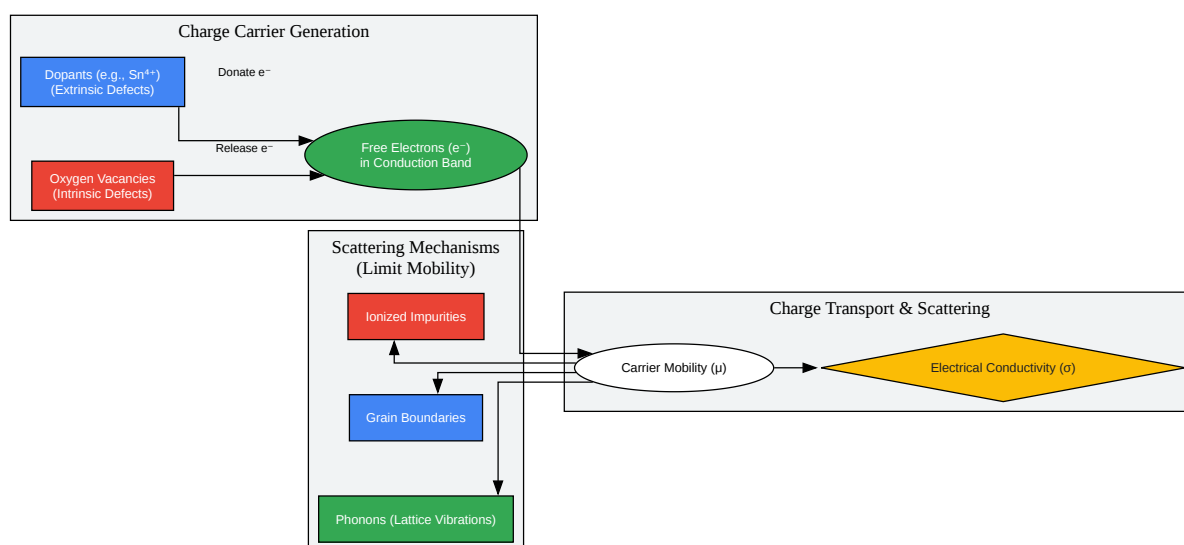 Charge Carrier Generation
Dopants (e.g., Sn⁴⁺)
(Extrinsic Defects)
Donate e⁻
Release e⁻
Free Electrons (e⁻)
in Conduction Band
Oxygen Vacancies
(Intrinsic Defects)
Scattering Mechanisms
(Limit Mobility)
Ionized Impurities
Grain Boundaries
Phonons (Lattice Vibrations)
Charge Transport & Scattering
Carrier Mobility (μ)
Electrical Conductivity (σ)